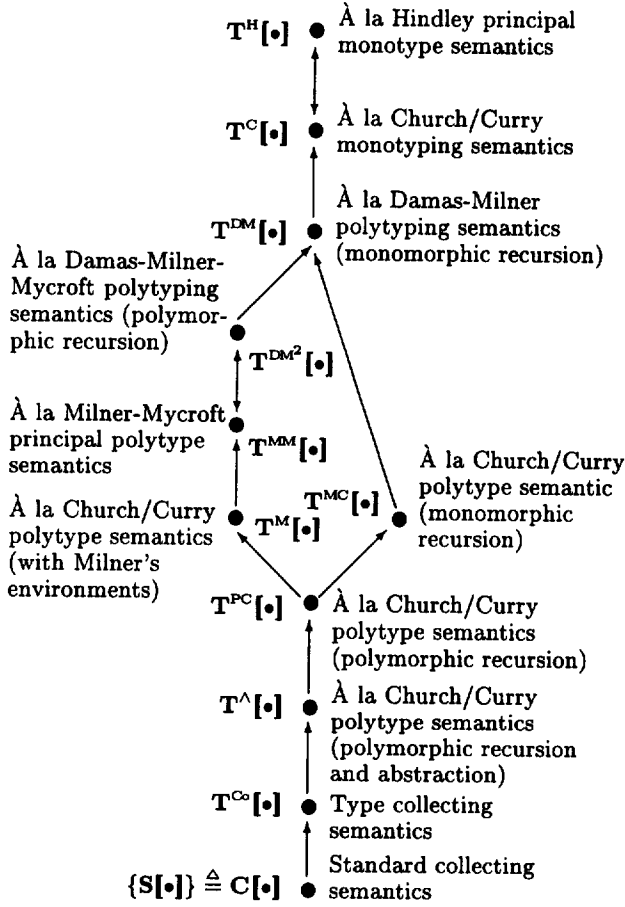 T^H[•]
À la Hindley principal
monotype semantics
T^C[•]
À la Church/Curry
monotyping semantics
T^DM[•]
À la Damas-Milner
polytyping semantics
(monomorphic recursion)
À la Damas-Milner-
Mycroft polytyping
semantics (polymor-
phic recursion)
T^DM²[•]
À la Milner-Mycroft
principal polytype
semantics
T^MM[•]
À la Church/Curry
polytype semantic
(monomorphic
recursion)
T^MC[•]
À la Church/Curry
polytype semantics
(with Milner's
environments)
T^M[•]
T^PC[•]
À la Church/Curry
polytype semantics
(polymorphic recursion)
T^∧[•]
À la Church/Curry
polytype semantics
(polymorphic recursion
and abstraction)
T^Co[•]
Type collecting
semantics
{S[•]} ≜ C[•]
Standard collecting
semantics